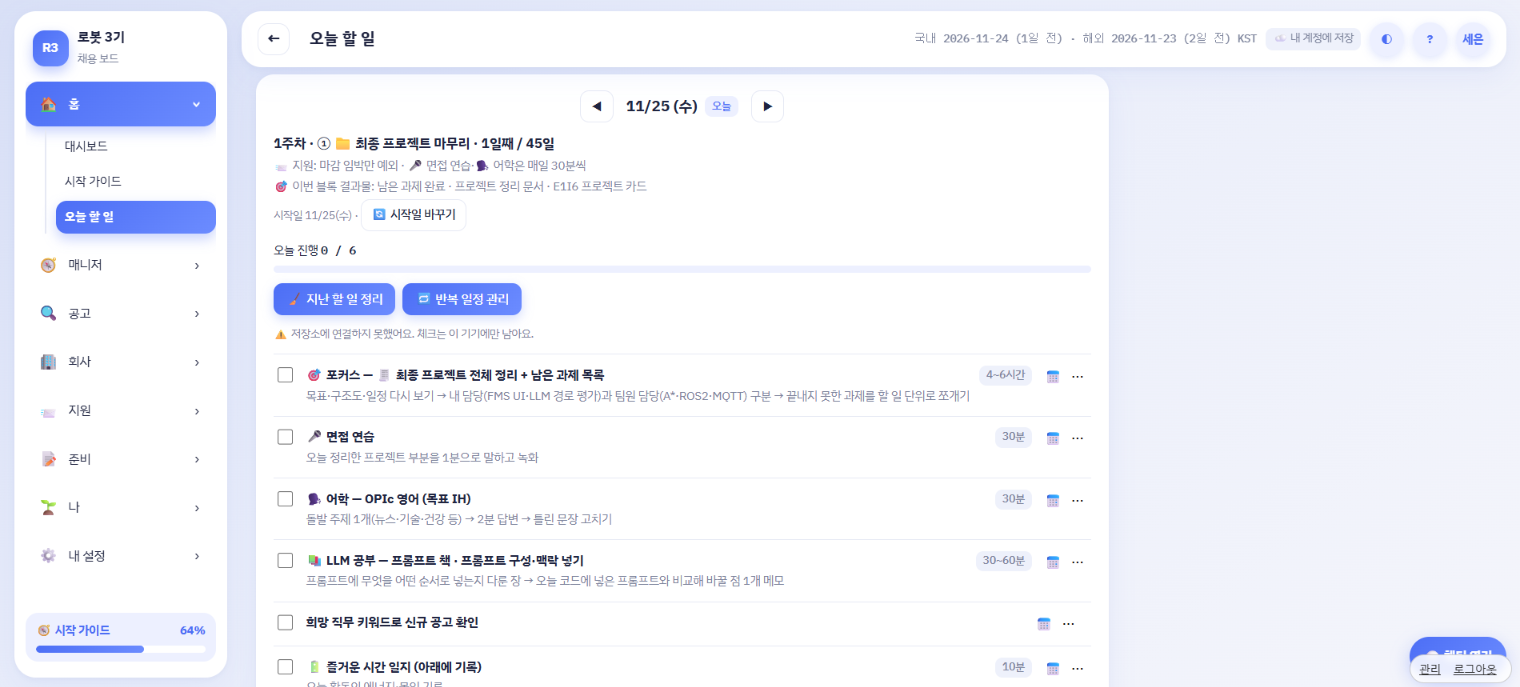 R3
로봇 3기
채용 보드
홈
대시보드
시작 가이드
오늘 할 일
매니저
공고
회사
지원
준비
나
내 설정
시작 가이드 64%
오늘 할 일
국내 2026-11-24 (1일 전) · 해외 2026-11-23 (2일 전) KST
내 계정에 저장
?
세은
11/25 (수) 오늘
1주차 · ① 최종 프로젝트 마무리 · 1일째 / 45일
지원: 마감 임박만 예외 · 면접 연습· 어학은 매일 30분씩
이번 블록 결과물: 남은 과제 완료 · 프로젝트 정리 문서 · E1I6 프로젝트 카드
시작일 11/25(수) · 시작일 바꾸기
오늘 진행 0 / 6
지난 할 일 정리
반복 일정 관리
저장소에 연결하지 못했어요. 체크는 이 기기에만 남아요.
포커스 — 최종 프로젝트 전체 정리 + 남은 과제 목록 4~6시간
목표·구조도·일정 다시 보기 → 내 담당(FMS UI·LLM 경로 평가)과 팀원 담당(A*·ROS2·MQTT) 구분 → 끝내지 못한 과제를 할 일 단위로 쪼개기
면접 연습 30분
오늘 정리한 프로젝트 부분을 1분으로 말하고 녹화
어학 — OPIc 영어 (목표 IH) 30분
돌발 주제 1개(뉴스·기술·건강 등) → 2분 답변 → 틀린 문장 고치기
LLM 공부 — 프롬프트 책 · 프롬프트 구성·맥락 넣기 30~60분
프롬프트에 무엇을 어떤 순서로 넣는지 다룬 장 → 오늘 코드에 넣은 프롬프트와 비교해 바꿀 점 1개 메모
희망 직무 키워드로 신규 공고 확인
즐거운 시간 일지 (아래에 기록) 10분
관리 로그아웃